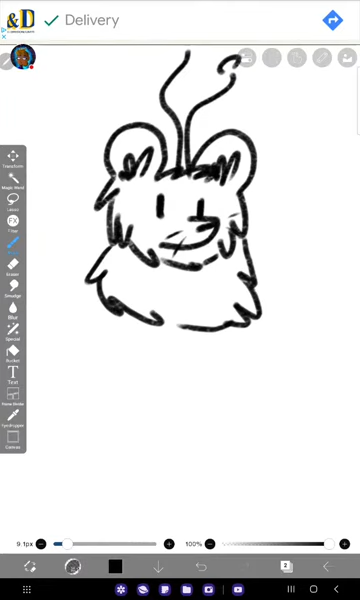 &D
Delivery
Transform
Magic Wand
Lasso
FX
Filter
Eraser
Smudge
Blur
Special
Bucket
T
Text
Frame Divider
Eyedropper
Canvas
9.1px
100%
2